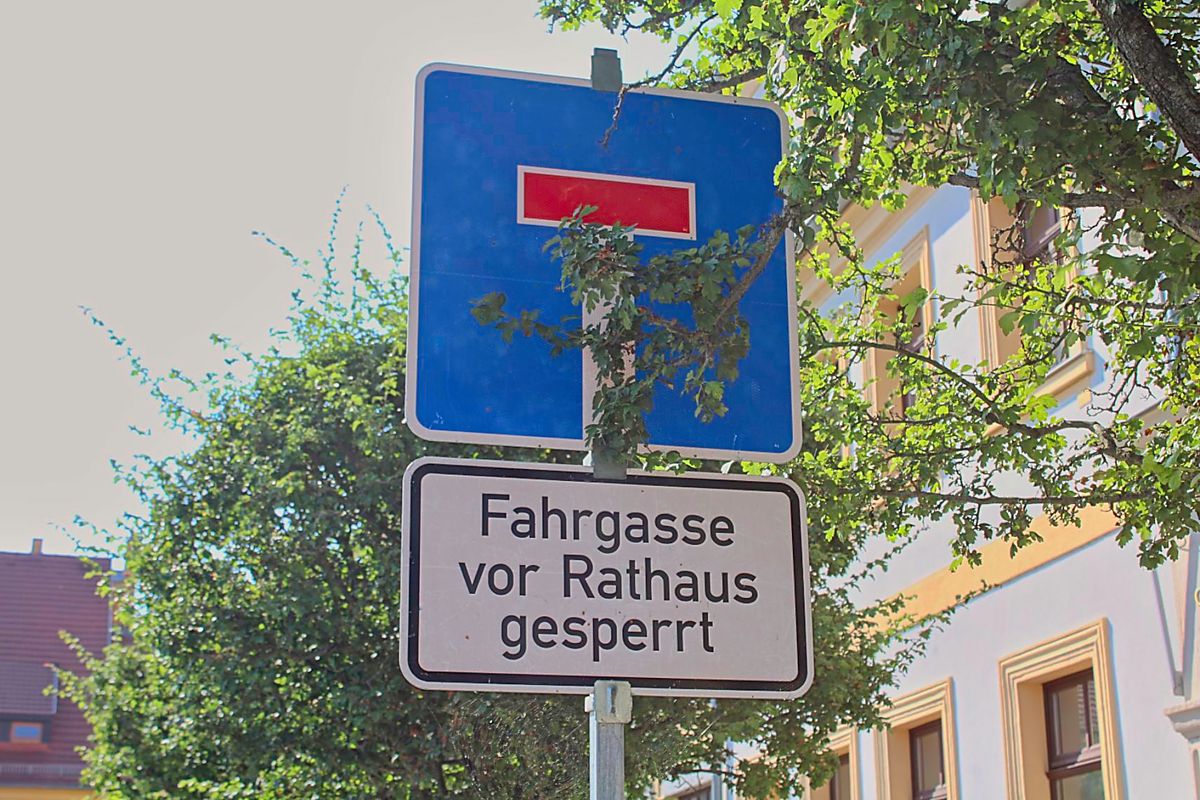 Fahrgasse
vor Rathaus
gesperrt